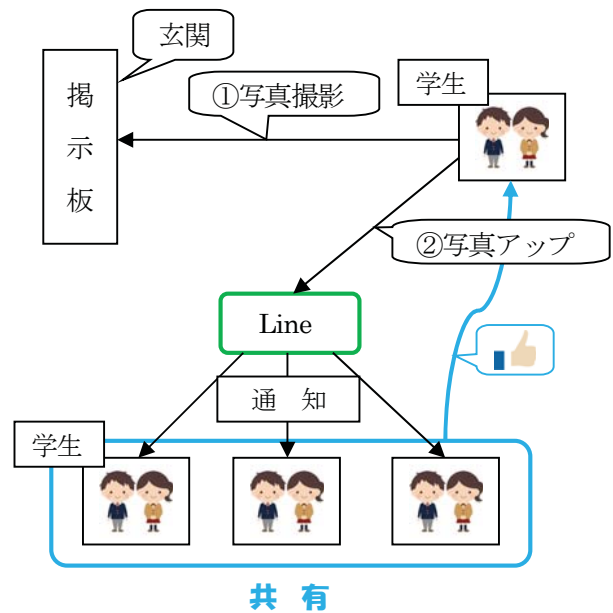 玄関
掲示板
①写真撮影
学生
②写真アップ
Line
通 知
学生
共 有